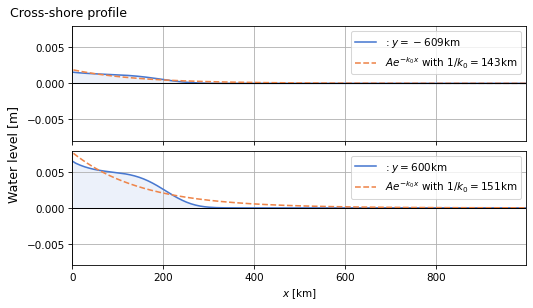 Cross-shore profile
0.005
0.000
−0.005
: y = −609km
Ae^{−k₀x} with 1/k₀ = 143km
Water level [m]
0.005
0.000
−0.005
: y = 600km
Ae^{−k₀x} with 1/k₀ = 151km
0 200 400 600 800
x [km]